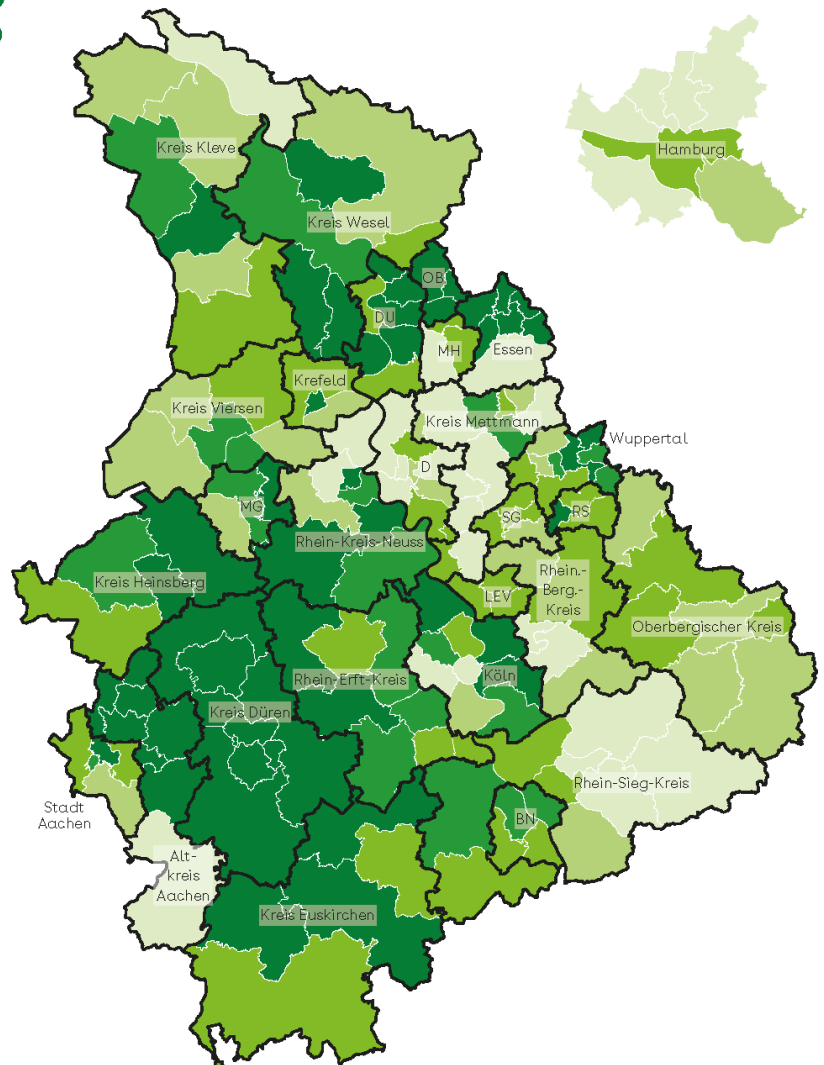 Kreis Kleve
Hamburg
Kreis Wesel
OB
DU
MH
Essen
Krefeld
Kreis Viersen
Kreis Mettmann
Wuppertal
D
MG
SG
RS
Rhein-Kreis-Neuss
Kreis Heinsberg
Rhein.-
Berg.-
Kreis
LEV
Oberbergischer Kreis
Rhein-Erft-Kreis
Köln
Kreis Düren
Rhein-Sieg-Kreis
Stadt
Aachen
BN
Alt-
kreis
Aachen
Kreis Euskirchen